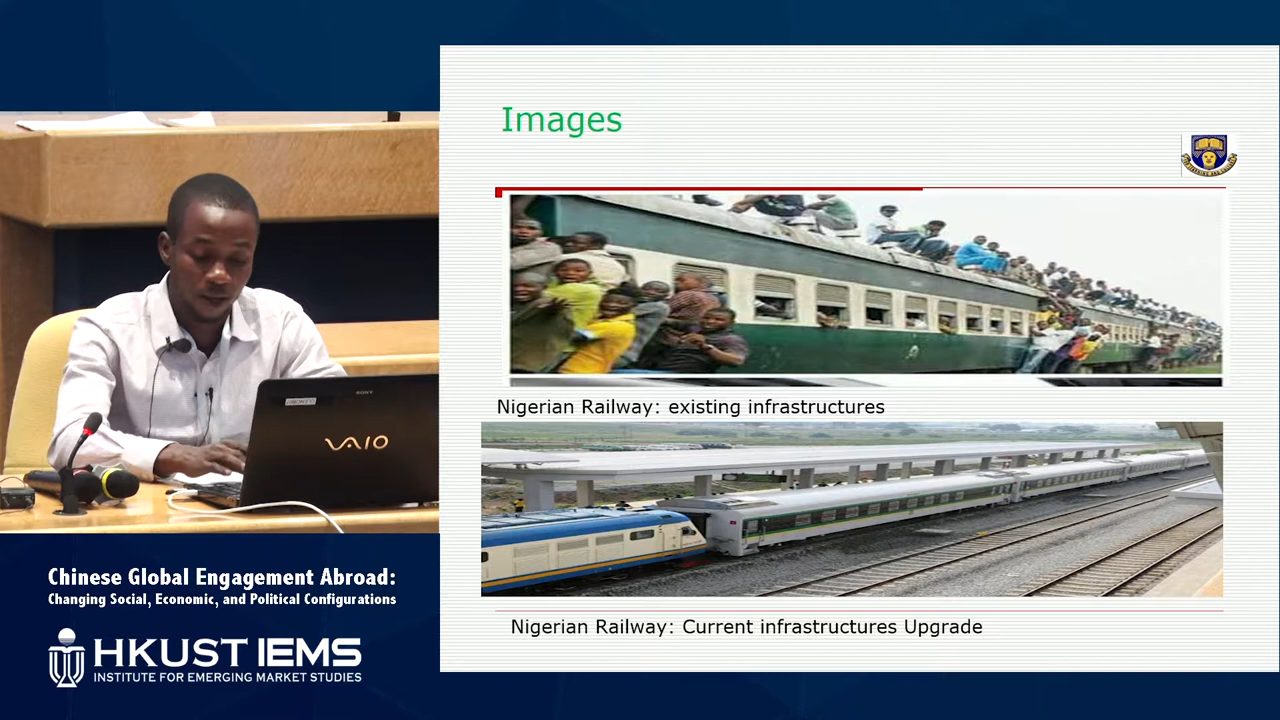 Images
Nigerian Railway: existing infrastructures
Nigerian Railway: Current infrastructures Upgrade
SONY
VAIO
Chinese Global Engagement Abroad:
Changing Social, Economic, and Political Configurations
HKUST IEMS
INSTITUTE FOR EMERGING MARKET STUDIES